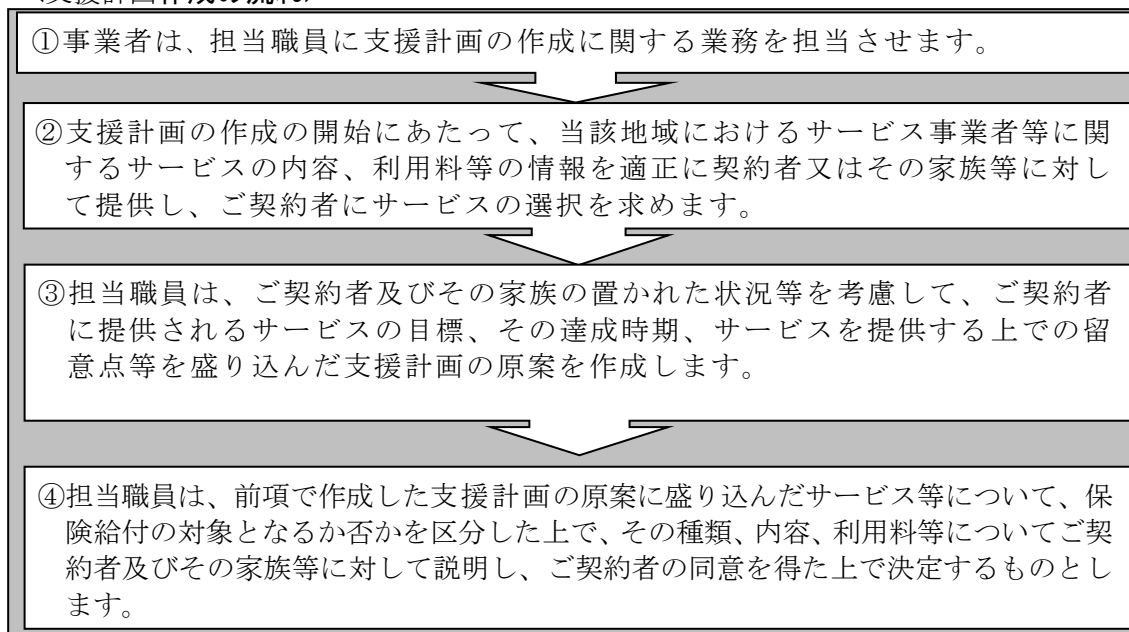 ①事業者は、担当職員に支援計画の作成に関する業務を担当させます。
②支援計画の作成の開始にあたって、当該地域におけるサービス事業者等に関
するサービスの内容、利用料等の情報を適正に契約者又はその家族等に対し
て提供し、ご契約者にサービスの選択を求めます。
③担当職員は、ご契約者及びその家族の置かれた状況等を考慮して、ご契約者
に提供されるサービスの目標、その達成時期、サービスを提供する上での留
意点等を盛り込んだ支援計画の原案を作成します。
④担当職員は、前項で作成した支援計画の原案に盛り込んだサービス等について、保
険給付の対象となるか否かを区分した上で、その種類、内容、利用料等についてご契
約者及びその家族等に対して説明し、ご契約者の同意を得た上で決定するものとし
ます。